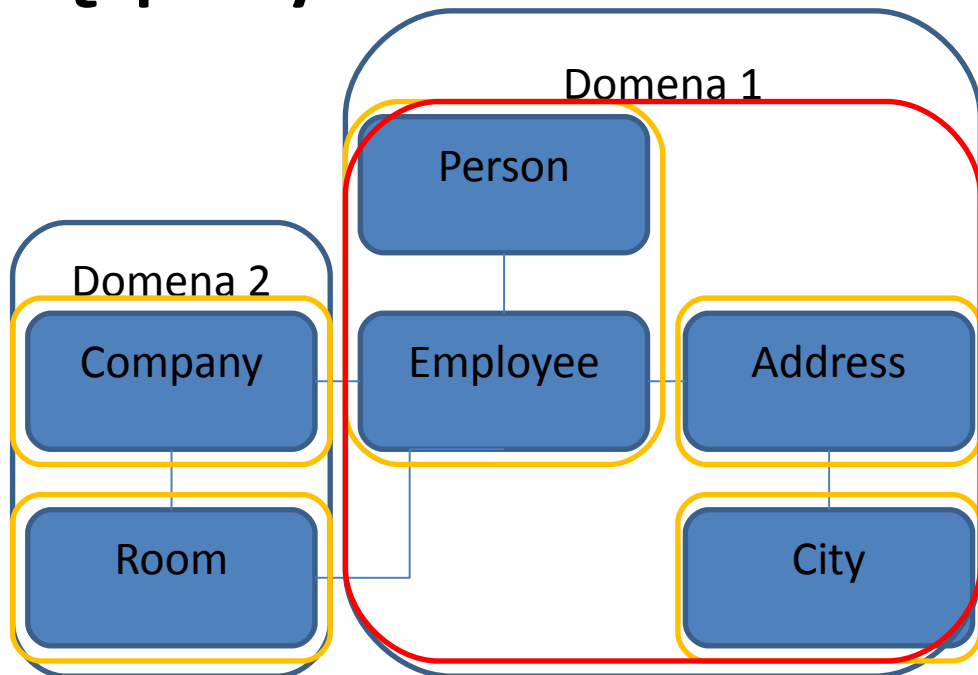 Domena 1
Person
Domena 2
Company
Employee
Address
Room
City